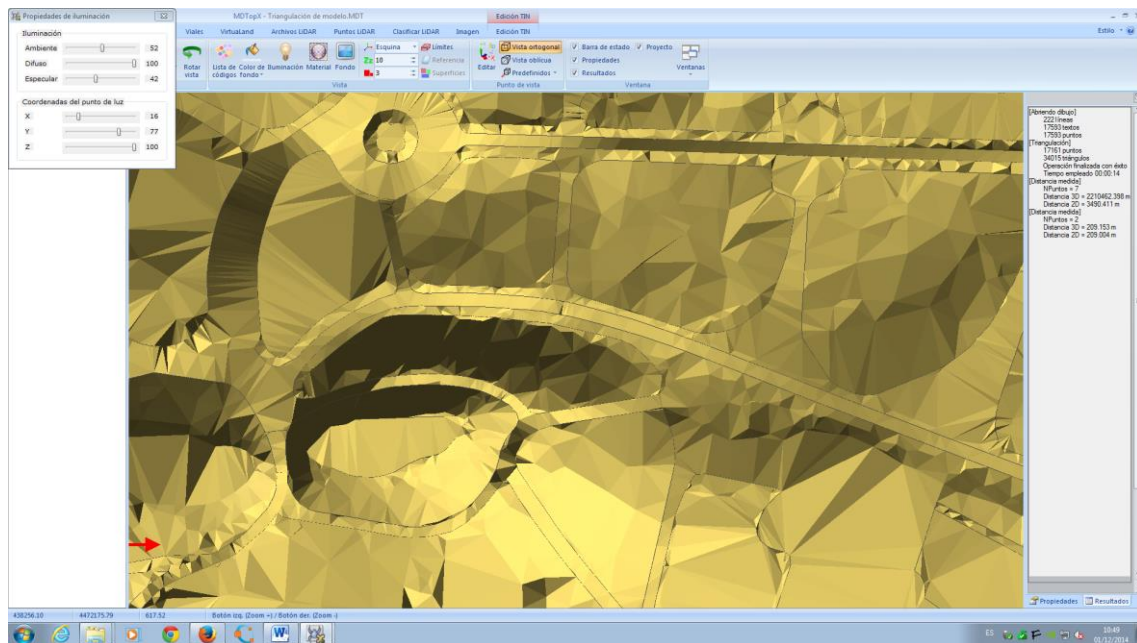 Propiedades de iluminación
Iluminación
Ambiente 52
Difuso 100
Especular 42
Coordenadas del punto de luz
X 16
Y 77
Z 100
MDTopX - Triangulación de modelo.MDT
Edición TIN
Viales VirtuaLand Archivos LiDAR Puntos LiDAR Clasificar LiDAR Imagen Edición TIN
Estilo
Rotar vista
Lista de códigos
Color de fondo
Iluminación
Material
Fondo
Esquina
Zz 10
3
Límites
Referencia
Superficies
Vista
Editar
Vista ortogonal
Vista oblicua
Predefinidos
Punto de vista
Barra de estado
Proyecto
Propiedades
Resultados
Ventanas
Ventana
[Abriendo dibujo]
222 líneas
17593 textos
17593 puntos
[Triangulación]
17161 puntos
34015 triángulos
Operación finalizada con éxito
Tiempo empleado 00:00:14
[Distancia medida]
NPuntos = 7
Distancia 3D = 2210462.398 m
Distancia 2D = 3490.411 m
[Distancia medida]
NPuntos = 2
Distancia 3D = 209.153 m
Distancia 2D = 209.004 m
Propiedades Resultados
438256.10 4472175.79 617.52 Botón izq. (Zoom +) / Botón der. (Zoom -)
ES
10:49
01/12/2014